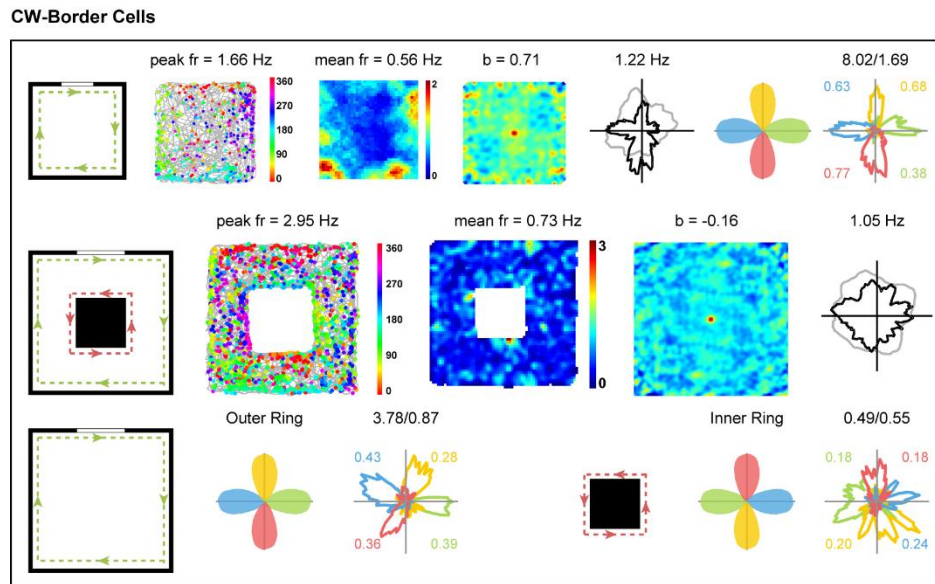 CW-Border Cells
peak fr = 1.66 Hz
mean fr = 0.56 Hz
b = 0.71
1.22 Hz
8.02/1.69
360
270
180
90
0
2
0
0.63
0.68
0.77
0.38
peak fr = 2.95 Hz
mean fr = 0.73 Hz
b = -0.16
1.05 Hz
360
270
180
90
0
3
0
Outer Ring
3.78/0.87
Inner Ring
0.49/0.55
0.43
0.28
0.36
0.39
0.18
0.18
0.20
0.24